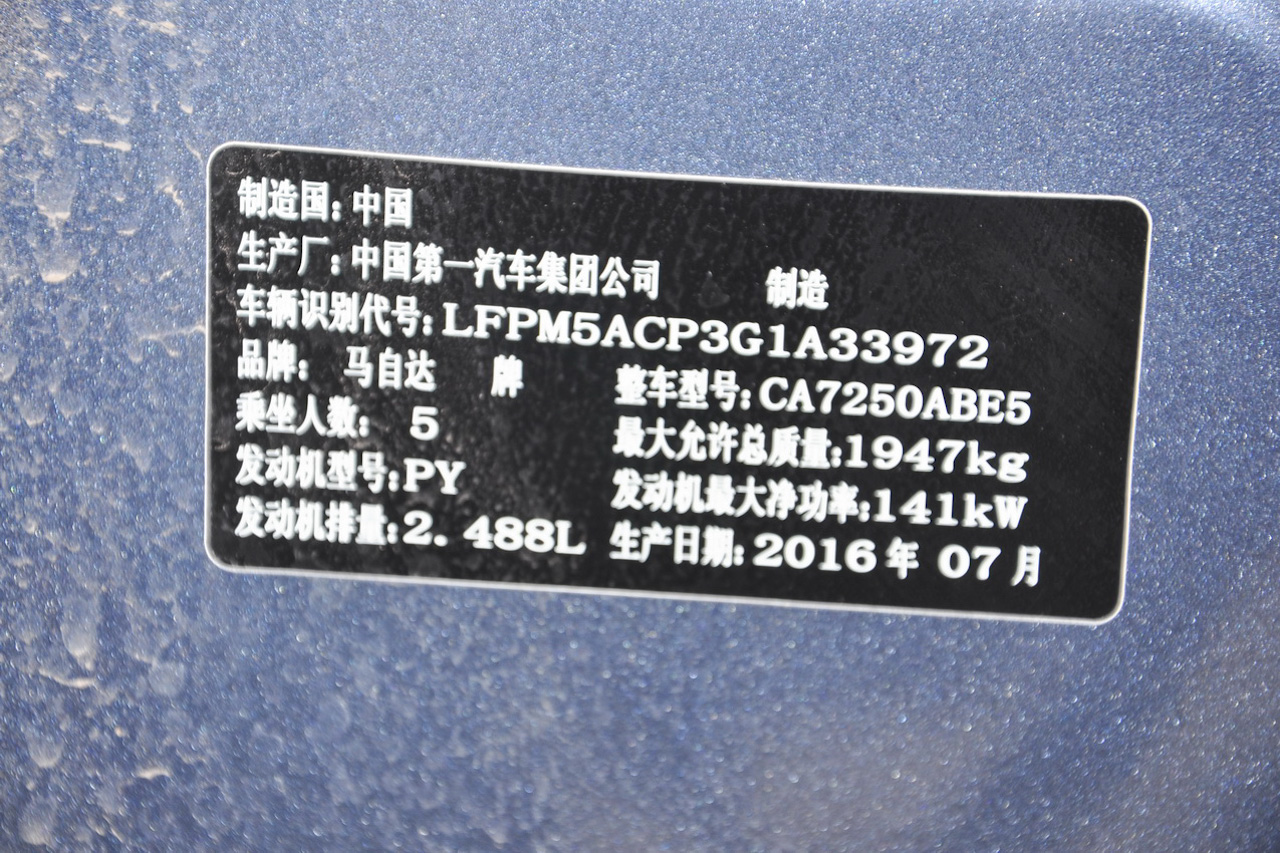 制造国: 中国
生产厂: 中国第一汽车集团公司 制造
车辆识别代号: LFPM5ACP3G1A33972
品牌: 马自达 牌 整车型号: CA7250ABE5
乘坐人数: 5 最大允许总质量: 1947kg
发动机型号: PY 发动机最大净功率: 141kW
发动机排量: 2. 488L 生产日期: 2016 年 07 月